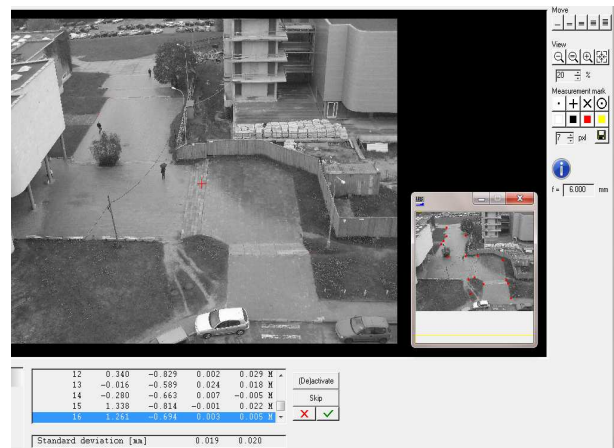 Move
View
20 %
Measurement mark
7 pxl
f = 6.000 mm
12 0.340 -0.829 0.002 0.029 M
13 -0.016 -0.589 0.024 0.018 M
14 -0.280 -0.663 0.007 -0.005 M
15 1.338 -0.814 -0.001 0.022 M
16 1.261 -0.694 0.003 0.005 M
(De)activate
Skip
Standard deviation [mm] 0.019 0.020